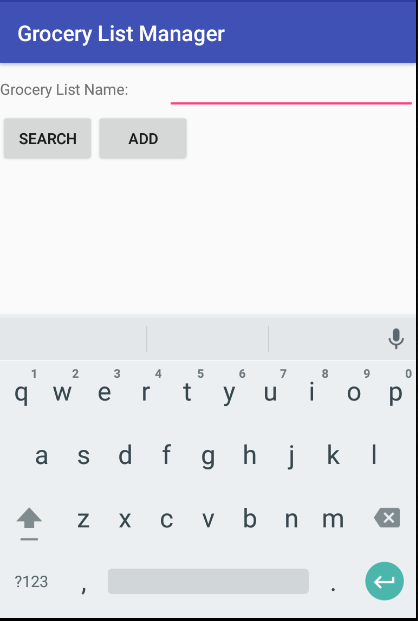 Grocery List Manager
Grocery List Name:
SEARCH ADD
1 2 3 4 5 6 7 8 9 0
q w e r t y u i o p
a s d f g h j k l
z x c v b n m
?123 , .